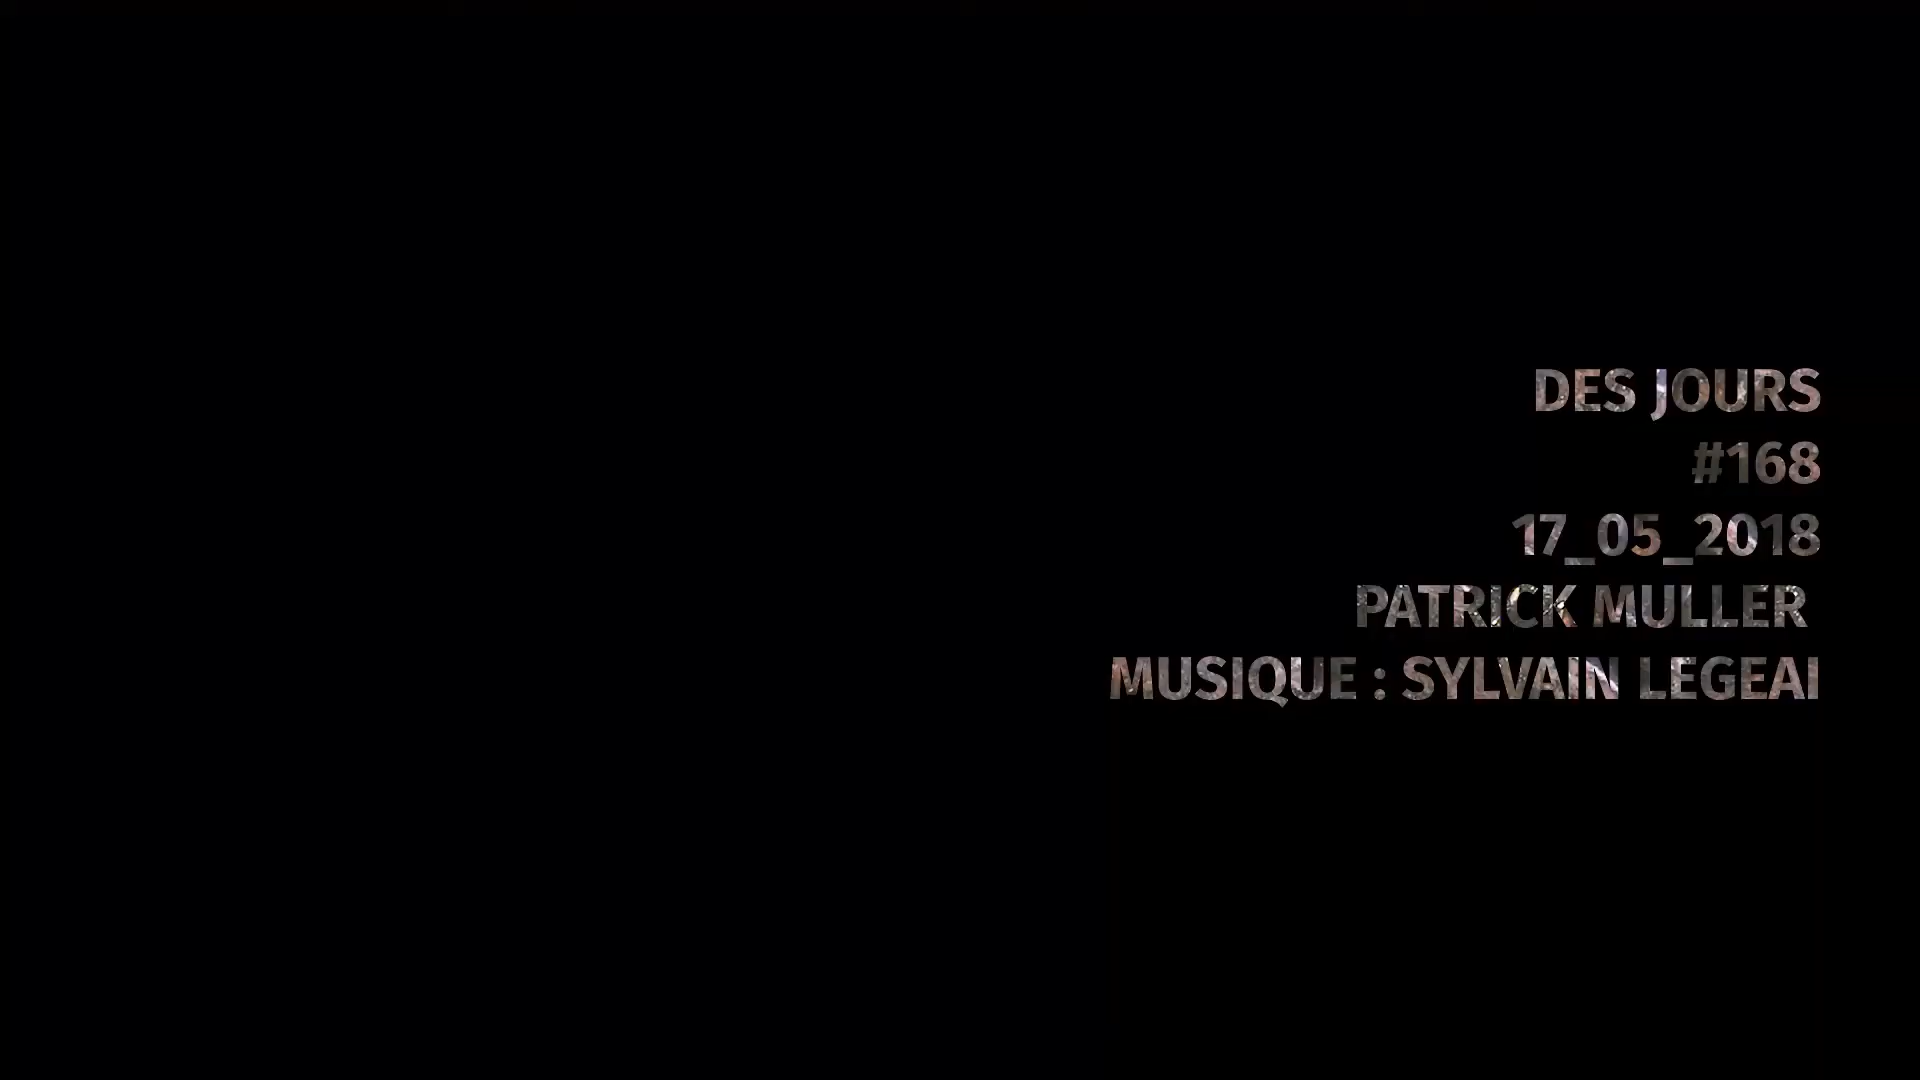 DES JOURS
#168
17_05_2018
PATRICK MULLER
MUSIQUE : SYLVAIN LEGEAI